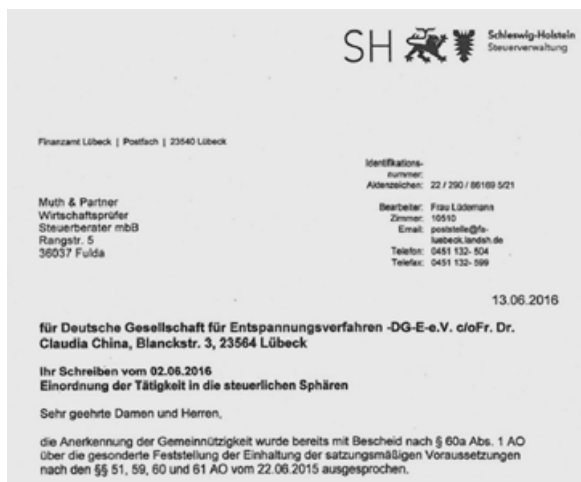 SH
Schleswig-Holstein
Steuerverwaltung
Finanzamt Lübeck | Postfach | 23540 Lübeck
Identifikations-
nummer:
Aktenzeichen: 22 / 290 / 86169 5/21
Muth & Partner
Wirtschaftsprüfer
Steuerberater mbB
Rangstr. 5
36037 Fulda
Bearbeiter: Frau Lüdemann
Zimmer: 10510
Email: poststelle@fa-
luebeck.landsh.de
Telefon: 0451 132- 504
Telefax: 0451 132- 599
13.06.2016
für Deutsche Gesellschaft für Entspannungsverfahren -DG-E-e.V. c/oFr. Dr.
Claudia China, Blanckstr. 3, 23564 Lübeck
Ihr Schreiben vom 02.06.2016
Einordnung der Tätigkeit in die steuerlichen Sphären
Sehr geehrte Damen und Herren,
die Anerkennung der Gemeinnützigkeit wurde bereits mit Bescheid nach § 60a Abs. 1 AO
über die gesonderte Feststellung der Einhaltung der satzungsmäßigen Voraussetzungen
nach den §§ 51, 59, 60 und 61 AO vom 22.06.2015 ausgesprochen.